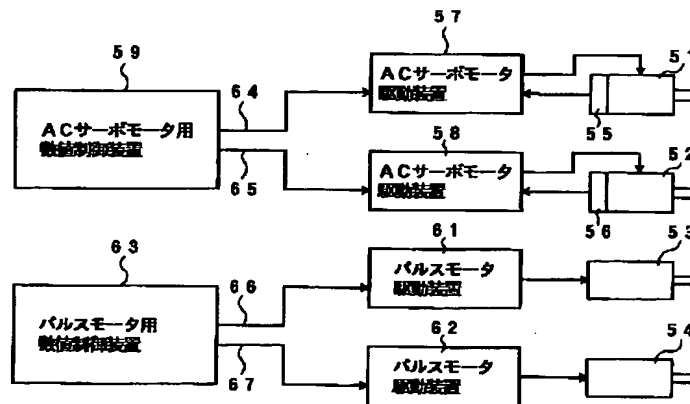 57
59
51
ACサーボモータ
駆動装置
64
ACサーボモータ用
数値制御装置
55
58
52
65
ACサーボモータ
駆動装置
56
61
53
63
パルスモータ
駆動装置
66
パルスモータ用
数値制御装置
62
54
67
パルスモータ
駆動装置